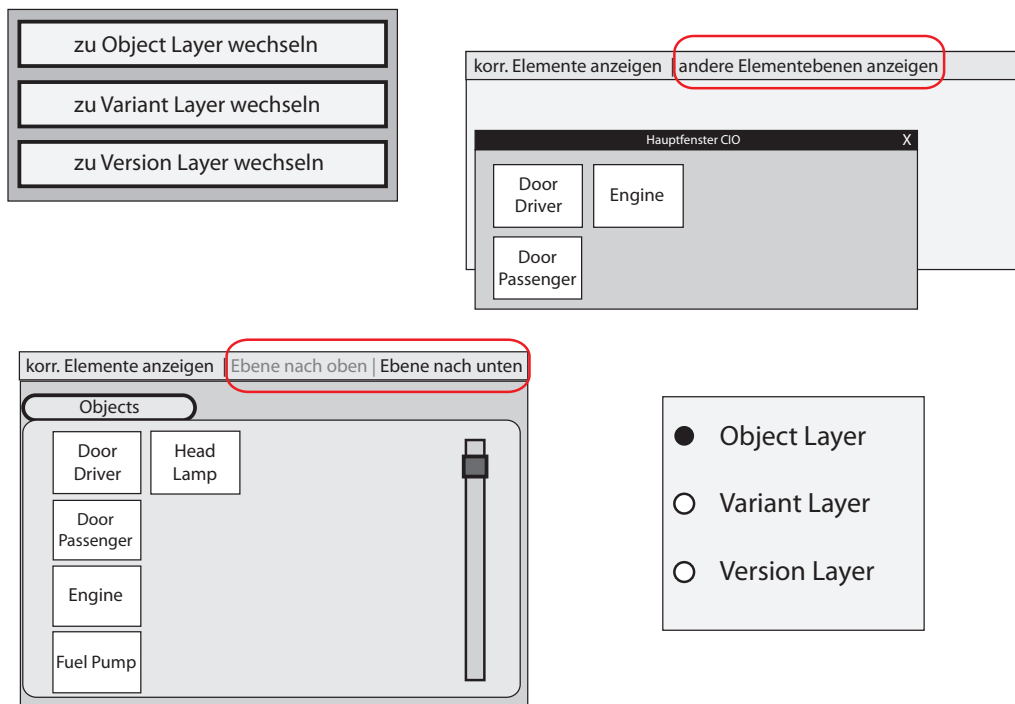 zu Object Layer wechseln
zu Variant Layer wechseln
zu Version Layer wechseln
korr. Elemente anzeigen | andere Elementebenen anzeigen
Hauptfenster CIO X
Door
Driver
Engine
Door
Passenger
korr. Elemente anzeigen | Ebene nach oben | Ebene nach unten
Objects
Door
Driver
Head
Lamp
Door
Passenger
Engine
Fuel Pump
Object Layer
Variant Layer
Version Layer